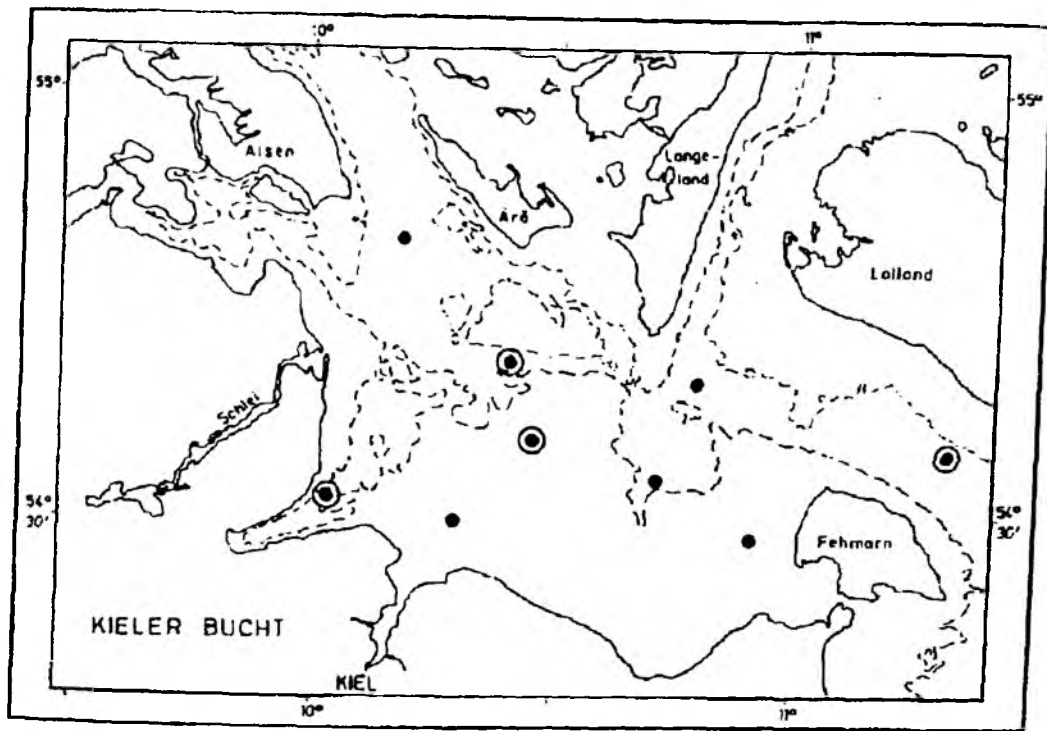 10°
11°
55°
55°
Alsen
Lange-
land
Ärö
Lolland
Schlei
54°
30'
54°
30'
Fehmarn
KIELER BUCHT
KIEL
10°
11°